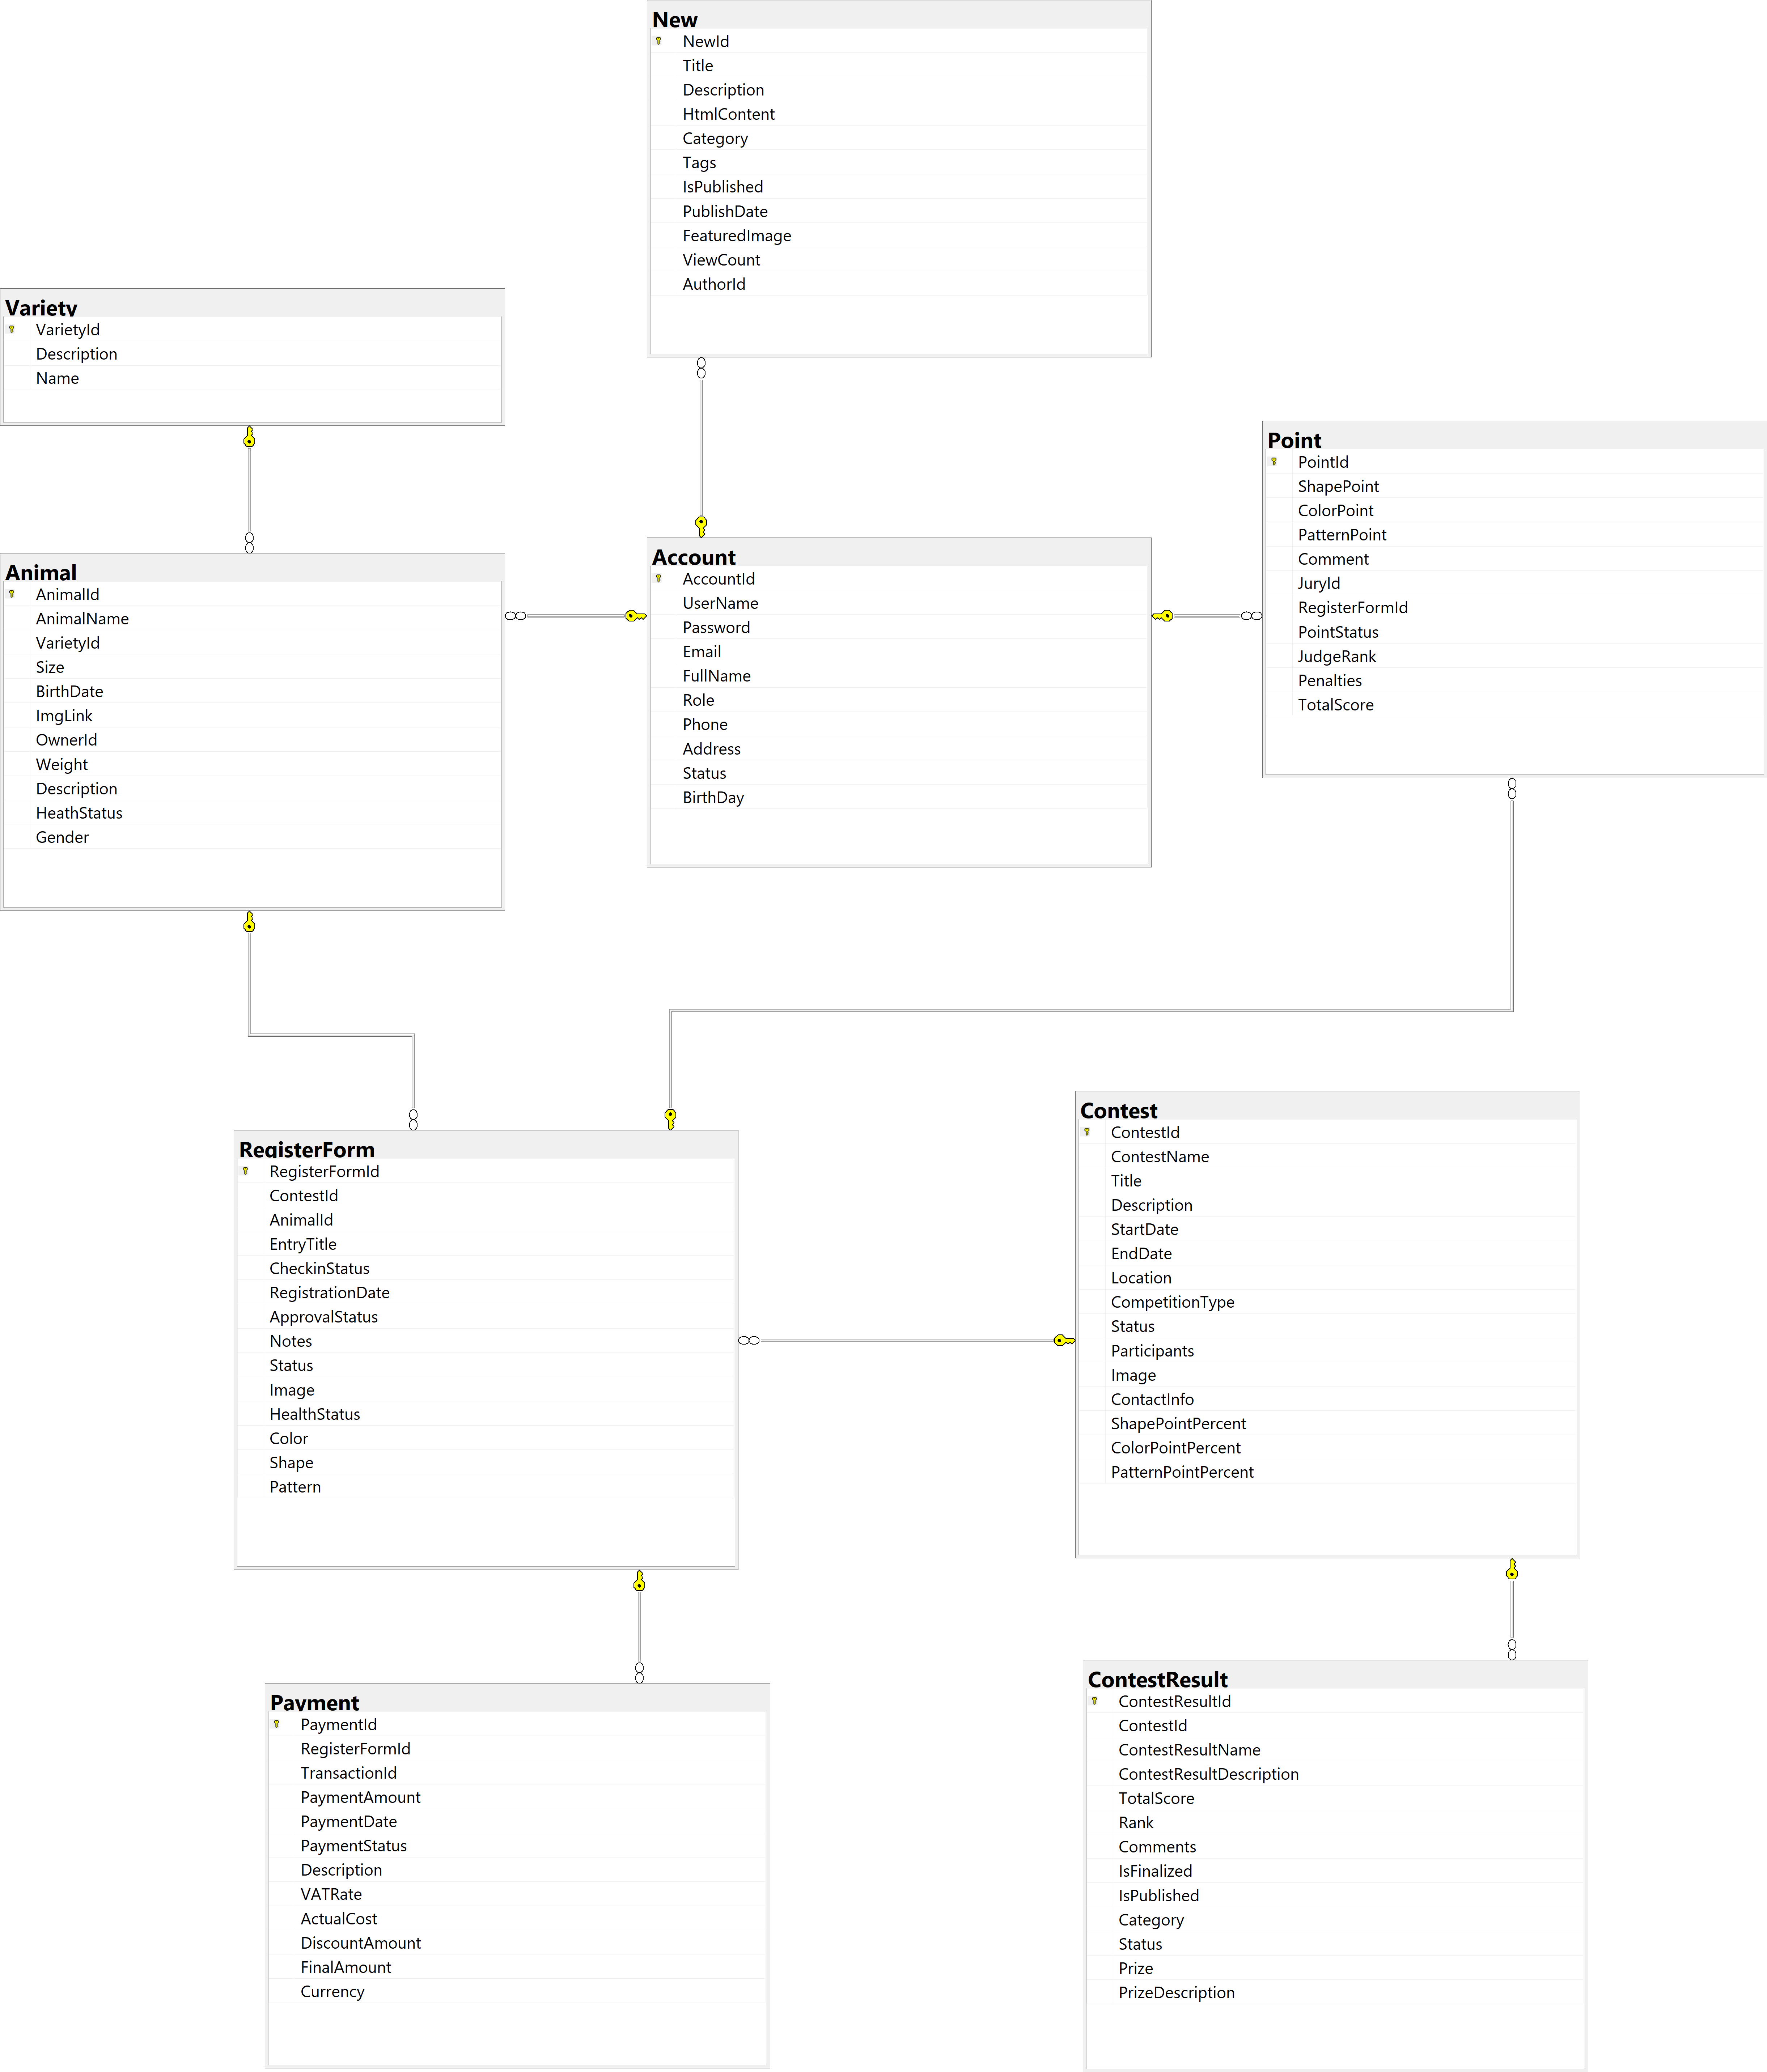 New
NewId
Title
Description
HtmlContent
Category
Tags
IsPublished
PublishDate
FeaturedImage
ViewCount
AuthorId
Variety
VarietyId
Description
Name
Point
PointId
ShapePoint
ColorPoint
PatternPoint
Comment
JuryId
RegisterFormId
PointStatus
JudgeRank
Penalties
TotalScore
Animal
AnimalId
AnimalName
VarietyId
Size
BirthDate
ImgLink
OwnerId
Weight
Description
HeathStatus
Gender
Account
AccountId
UserName
Password
Email
FullName
Role
Phone
Address
Status
BirthDay
RegisterForm
RegisterFormId
ContestId
AnimalId
EntryTitle
CheckinStatus
RegistrationDate
ApprovalStatus
Notes
Status
Image
HealthStatus
Color
Shape
Pattern
Contest
ContestId
ContestName
Title
Description
StartDate
EndDate
Location
CompetitionType
Status
Participants
Image
ContactInfo
ShapePointPercent
ColorPointPercent
PatternPointPercent
Payment
PaymentId
RegisterFormId
TransactionId
PaymentAmount
PaymentDate
PaymentStatus
Description
VATRate
ActualCost
DiscountAmount
FinalAmount
Currency
ContestResult
ContestResultId
ContestId
ContestResultName
ContestResultDescription
TotalScore
Rank
Comments
IsFinalized
IsPublished
Category
Status
Prize
PrizeDescription